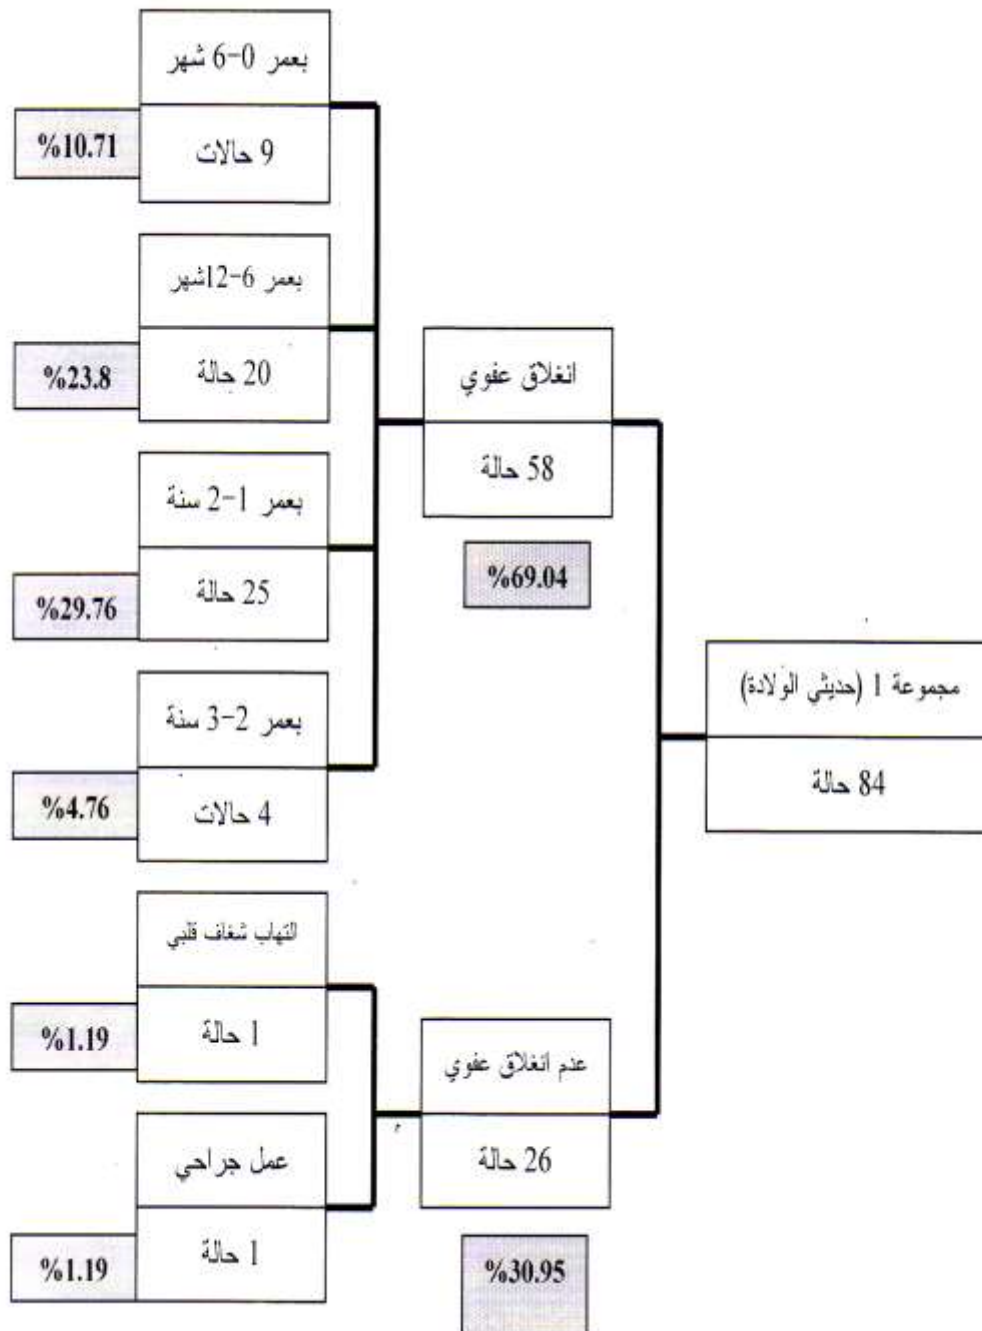 مجموعة 1 (حديثي الولادة)
84 حالة
انغلاق عفوي
58 حالة
%69.04
بعمر 0-6 شهر
9 حالات
%10.71
بعمر 6-12شهر
20 حالة
%23.8
بعمر 1-2 سنة
25 حالة
%29.76
بعمر 2-3 سنة
4 حالات
%4.76
عدم انغلاق عفوي
26 حالة
%30.95
التهاب شغاف قلبي
1 حالة
%1.19
عمل جراحي
1 حالة
%1.19